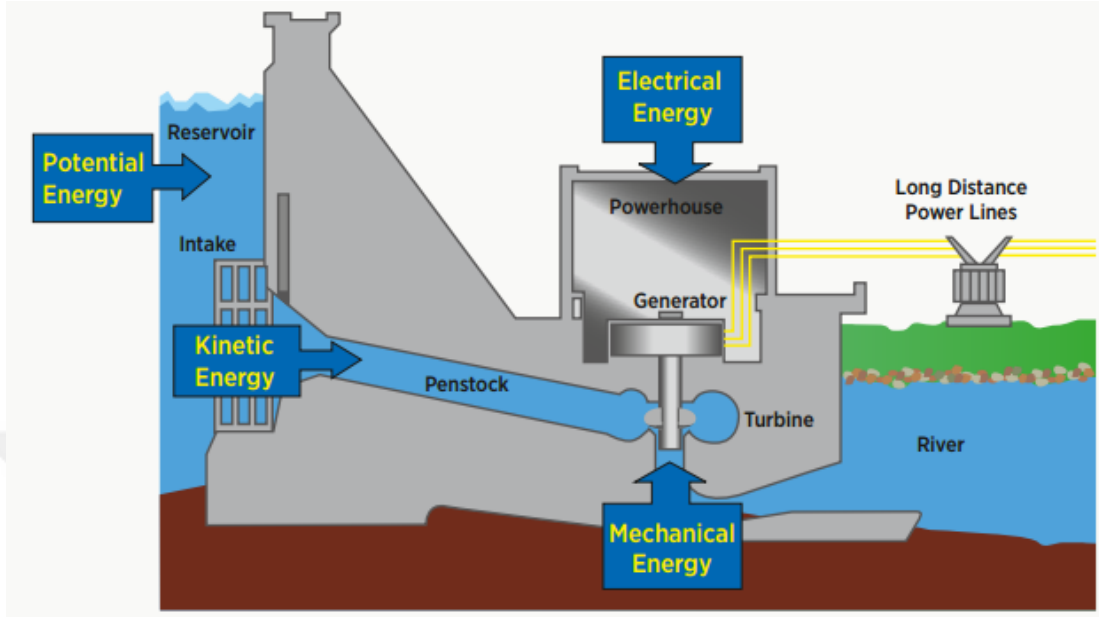 Reservoir
Potential
Energy
Intake
Kinetic
Energy
Penstock
Electrical
Energy
Powerhouse
Generator
Turbine
Mechanical
Energy
Long Distance
Power Lines
River